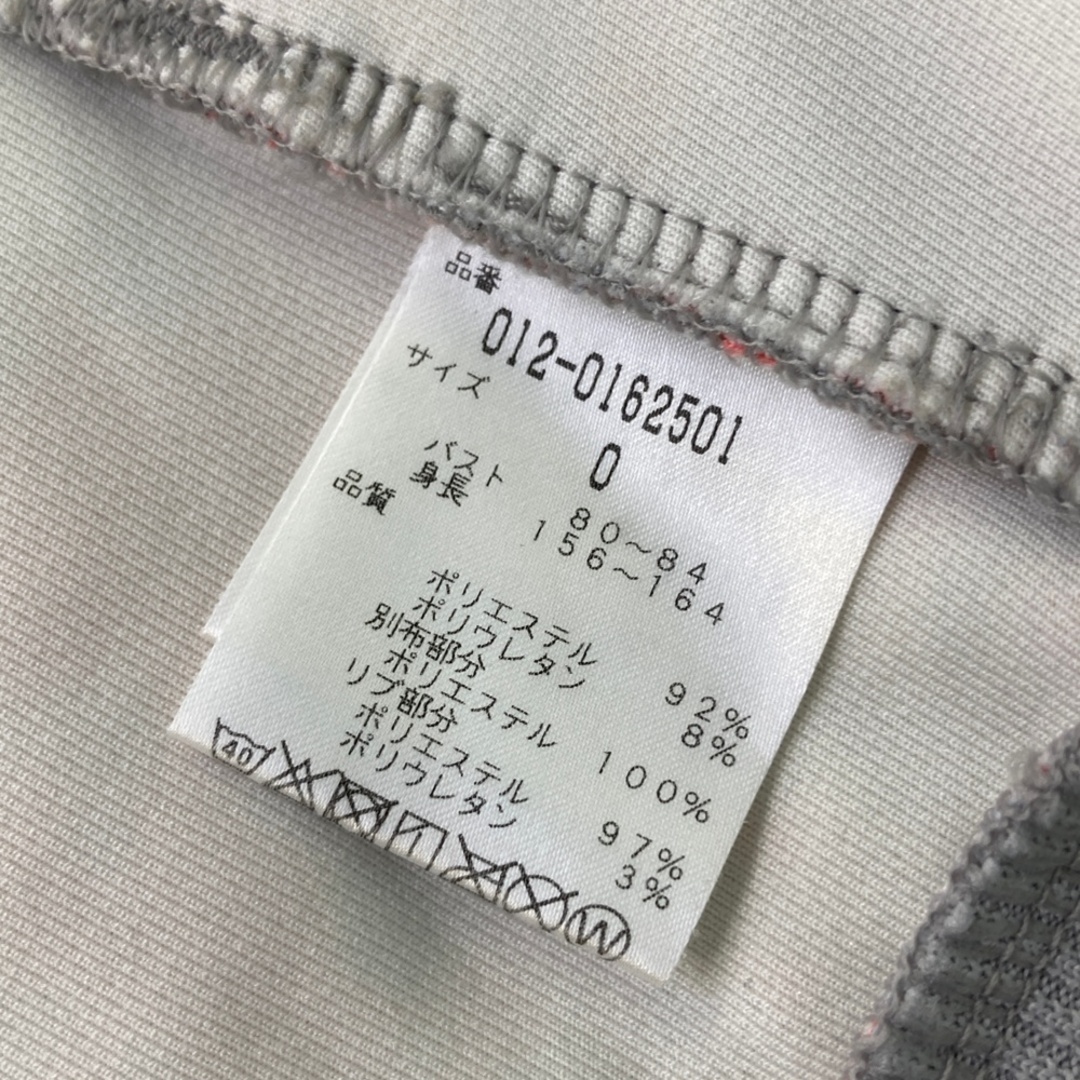 品番
012-0162501
サイズ
0
バスト 80～84
身長 156～164
品質
ポリエステル 92%
ポリウレタン 8%
別布部分
ポリエステル 100%
リブ部分
ポリエステル 97%
ポリウレタン 3%
40
W